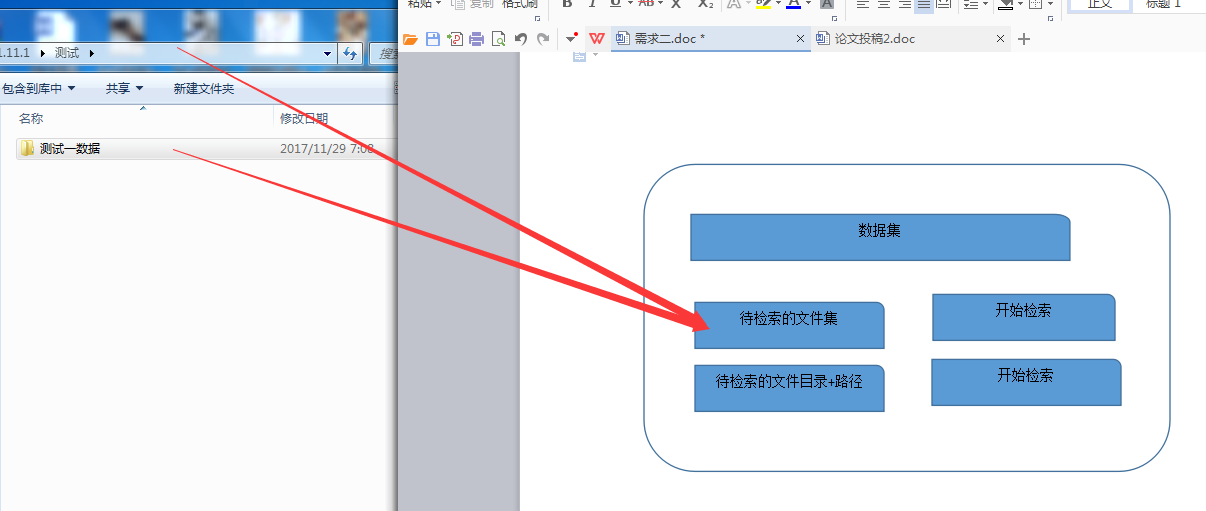 1.11.1 测试
包含到库中 共享 新建文件夹
名称 修改日期
测试一数据 2017/11/29 7:08
粘贴 复制 格式刷 B I U AB X X₂ A A A 正文 标题 1
需求二.doc * 论文投稿2.doc
数据集
待检索的文件集 开始检索
待检索的文件目录+路径 开始检索